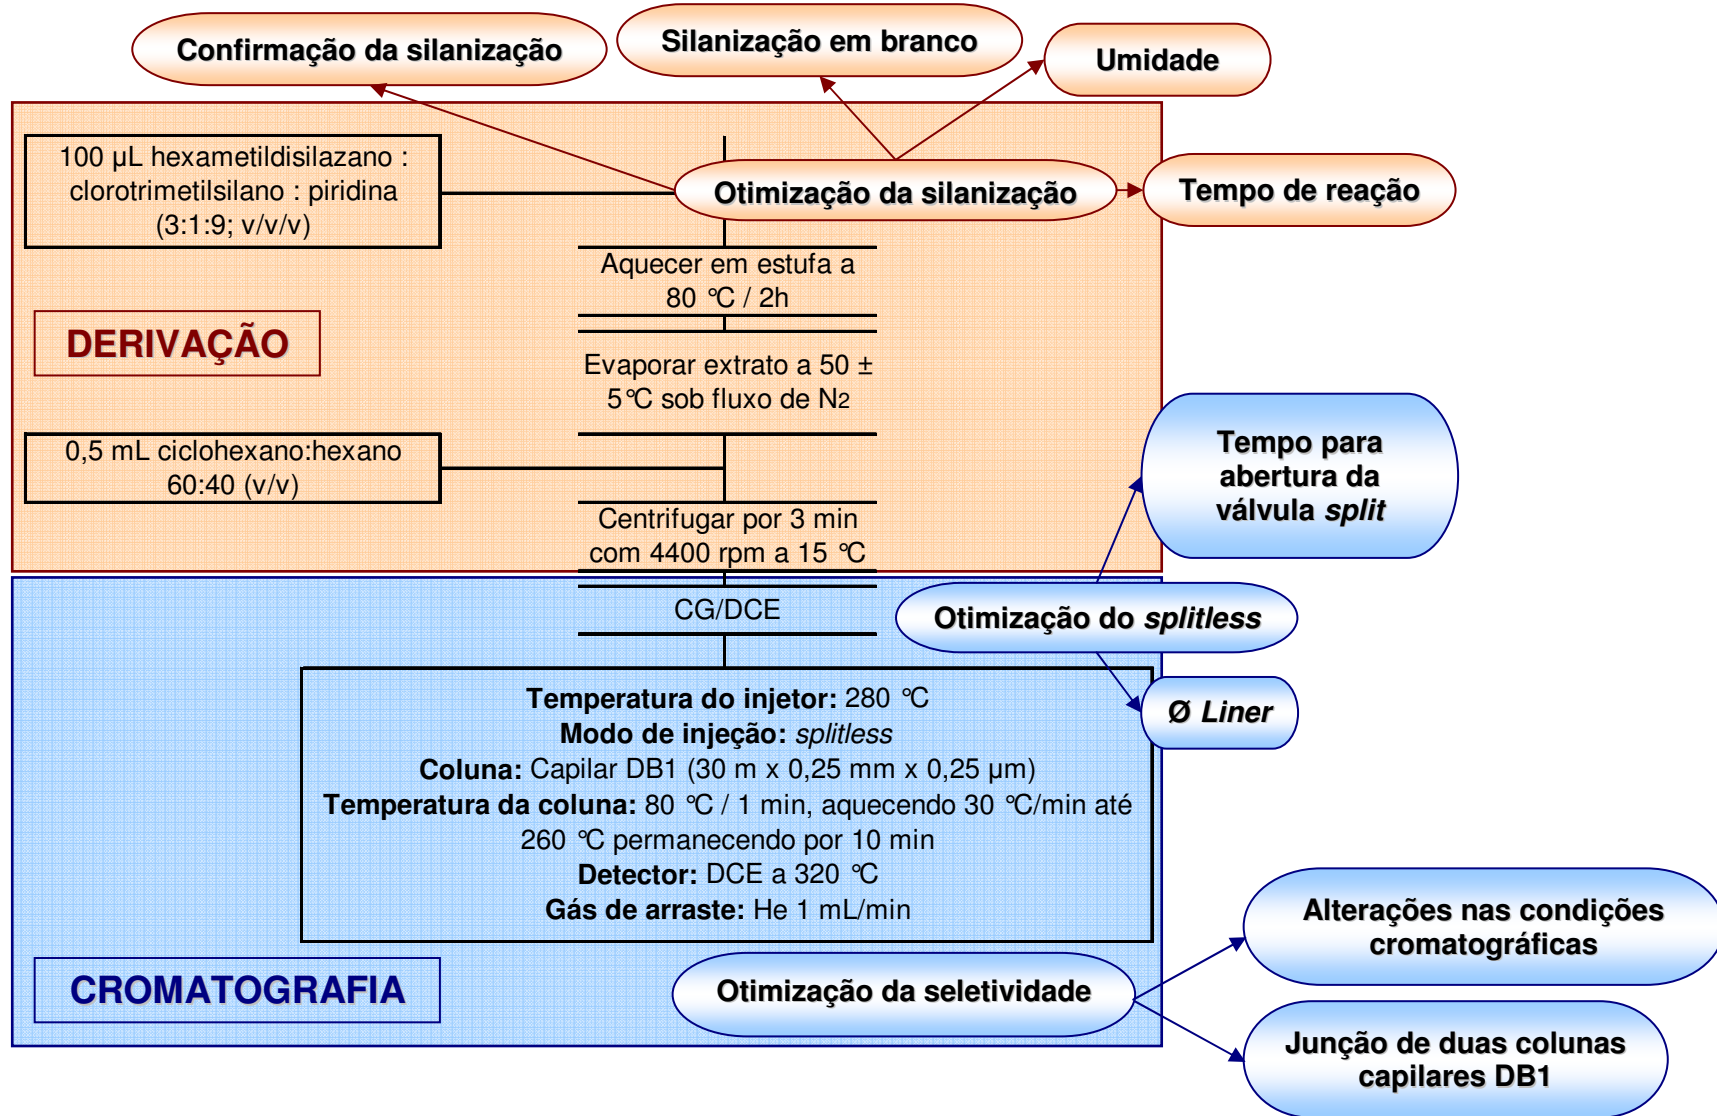 Confirmação da silanização
Silanização em branco
Umidade
100 µL hexametildisilazano :
clorotrimetilsilano : piridina
(3:1:9; v/v/v)
Otimização da silanização
Tempo de reação
Aquecer em estufa a
80 °C / 2h
DERIVAÇÃO
Evaporar extrato a 50 ±
5°C sob fluxo de N2
0,5 mL ciclohexano:hexano
60:40 (v/v)
Tempo para
abertura da
válvula split
Centrifugar por 3 min
com 4400 rpm a 15 °C
CG/DCE
Otimização do splitless
Ø Liner
Temperatura do injetor: 280 °C
Modo de injeção: splitless
Coluna: Capilar DB1 (30 m x 0,25 mm x 0,25 µm)
Temperatura da coluna: 80 °C / 1 min, aquecendo 30 °C/min até
260 °C permanecendo por 10 min
Detector: DCE a 320 °C
Gás de arraste: He 1 mL/min
CROMATOGRAFIA
Otimização da seletividade
Alterações nas condições
cromatográficas
Junção de duas colunas
capilares DB1